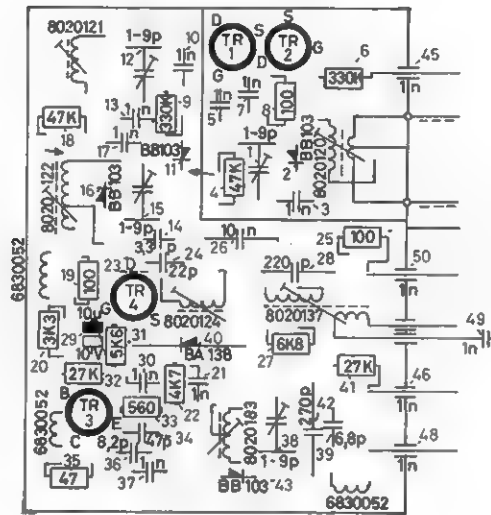 8020121
1-9p
12
10
1n
D
S
TR
1
G
S
TR
2
D
G
6
330K
45
1n
47K
18
13
1n
330K
9
17
1n
BB103
11
1n
5
1n
7
8
100
1-9p
1
47K
4
2
BB103
8020120
1n
3
8020122
16
BB103
15
1-9p
14
3,3p
10n
26
25
100
50
1n
6830052
19
100
23
D
24
22p
TR
4
G
S
8020124
220p
28
8020137
49
1n
10µ
29
10V
3K3
20
5K6
31
40
BA 138
27
6K8
27K
32
30
1n
4K7
22
21
1n
27K
41
46
1n
B
TR
3
C
E
560
33
6830052
8,2p
36
47p
34
8020183
38
1-9p
270p
39
42
6,8p
48
1n
35
47
1n
37
BB103
43
6830052